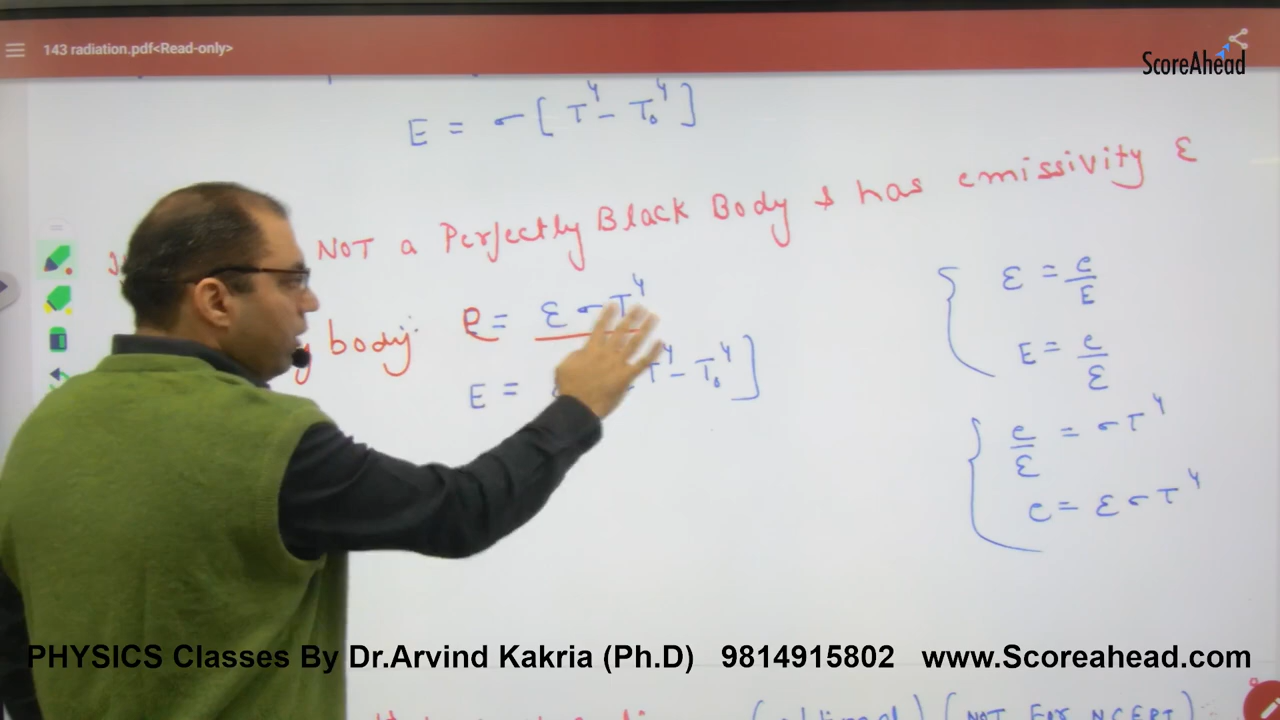 143 radiation.pdf<Read-only>
ScoreAhead
E = σ[T⁴ - T₀⁴]
NOT a Perfectly Black Body & has emissivity ε
body: e = εσT⁴
E = T⁴ - T₀⁴]
ε = e/E
E = e/ε
e/ε = σT⁴
e = εσT⁴
PHYSICS Classes By Dr.Arvind Kakria (Ph.D) 9814915802 www.Scoreahead.com
(NOT FOR NCERT)